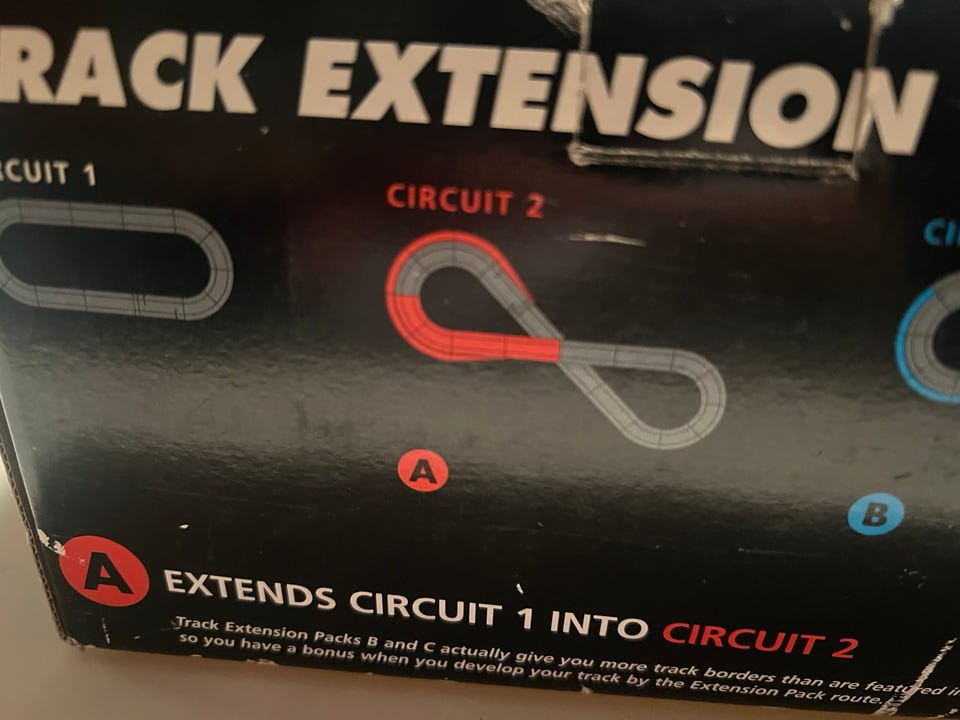 RACK EXTENSION
RCUIT 1
CIRCUIT 2
CI
A
B
A EXTENDS CIRCUIT 1 INTO CIRCUIT 2
Track Extension Packs B and C actually give you more track borders than are featured in
so you have a bonus when you develop your track by the Extension Pack route.